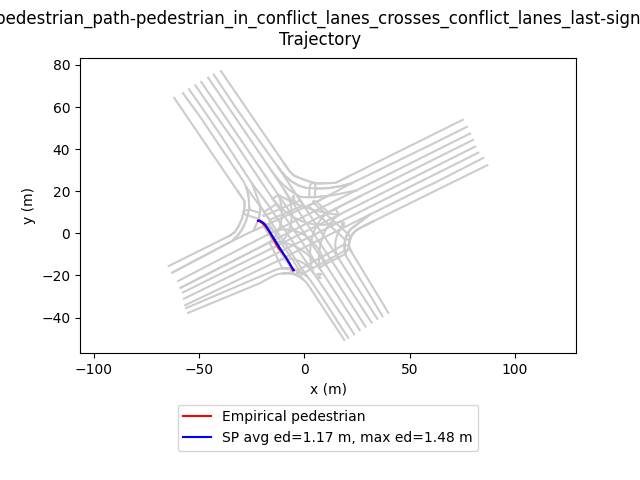 pedestrian_path-pedestrian_in_conflict_lanes_crosses_conflict_lanes_last-sign
Trajectory
80
60
40
20
0
−20
−40
y (m)
−100
−50
0
50
100
x (m)
Empirical pedestrian
SP avg ed=1.17 m, max ed=1.48 m